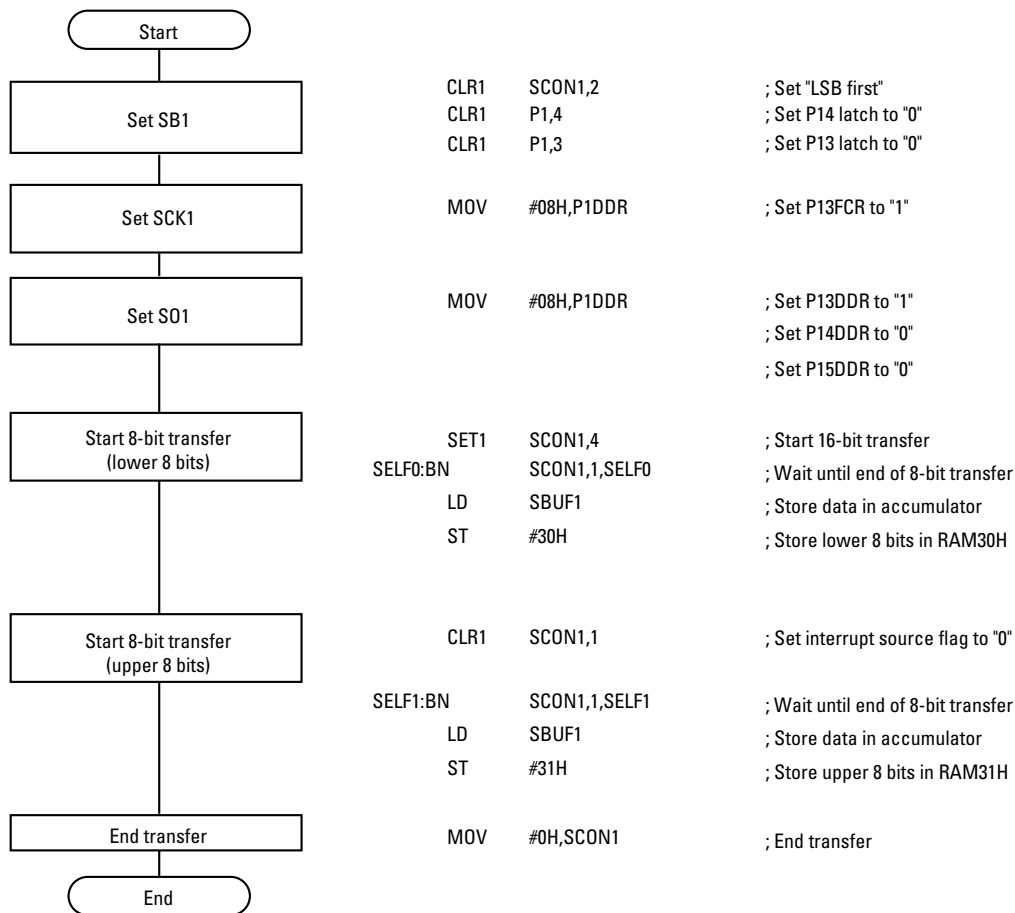 Start
Set SB1
CLR1 SCON1,2 ; Set "LSB first"
CLR1 P1,4 ; Set P14 latch to "0"
CLR1 P1,3 ; Set P13 latch to "0"
Set SCK1
MOV #08H,P1DDR ; Set P13FCR to "1"
Set SO1
MOV #08H,P1DDR ; Set P13DDR to "1"
; Set P14DDR to "0"
; Set P15DDR to "0"
Start 8-bit transfer
(lower 8 bits)
SET1 SCON1,4 ; Start 16-bit transfer
SELF0:BN SCON1,1,SELF0 ; Wait until end of 8-bit transfer
LD SBUF1 ; Store data in accumulator
ST #30H ; Store lower 8 bits in RAM30H
Start 8-bit transfer
(upper 8 bits)
CLR1 SCON1,1 ; Set interrupt source flag to "0"
SELF1:BN SCON1,1,SELF1 ; Wait until end of 8-bit transfer
LD SBUF1 ; Store data in accumulator
ST #31H ; Store upper 8 bits in RAM31H
End transfer
MOV #0H,SCON1 ; End transfer
End